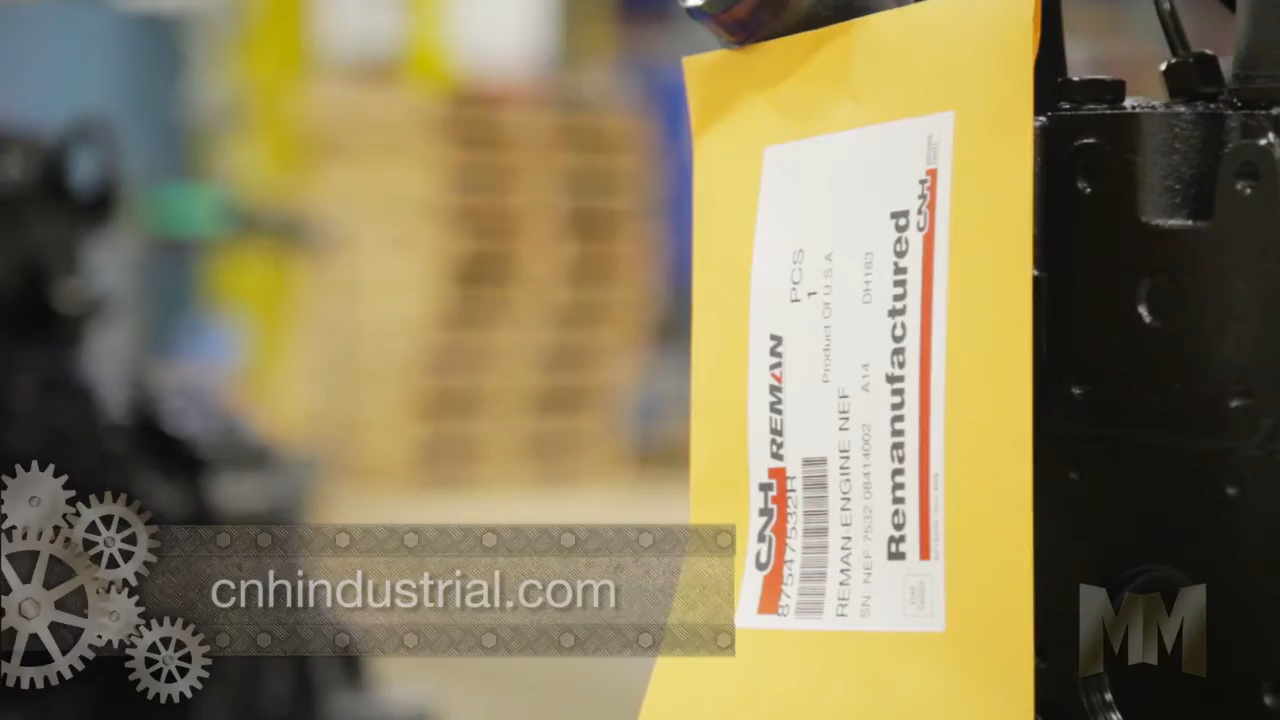 CNH REMAN
87547532R
PCS
1
Product Of U.S.A
REMAN-ENGINE NEF
SN: NEF 7532 08414002 A14 DH183
Remanufactured
CNH
cnhindustrial.com
MM